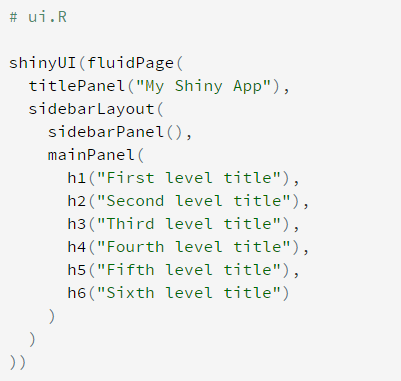 # ui.R

shinyUI(fluidPage(
  titlePanel("My Shiny App"),
  sidebarLayout(
    sidebarPanel(),
    mainPanel(
      h1("First level title"),
      h2("Second level title"),
      h3("Third level title"),
      h4("Fourth level title"),
      h5("Fifth level title"),
      h6("Sixth level title")
    )
  )
))